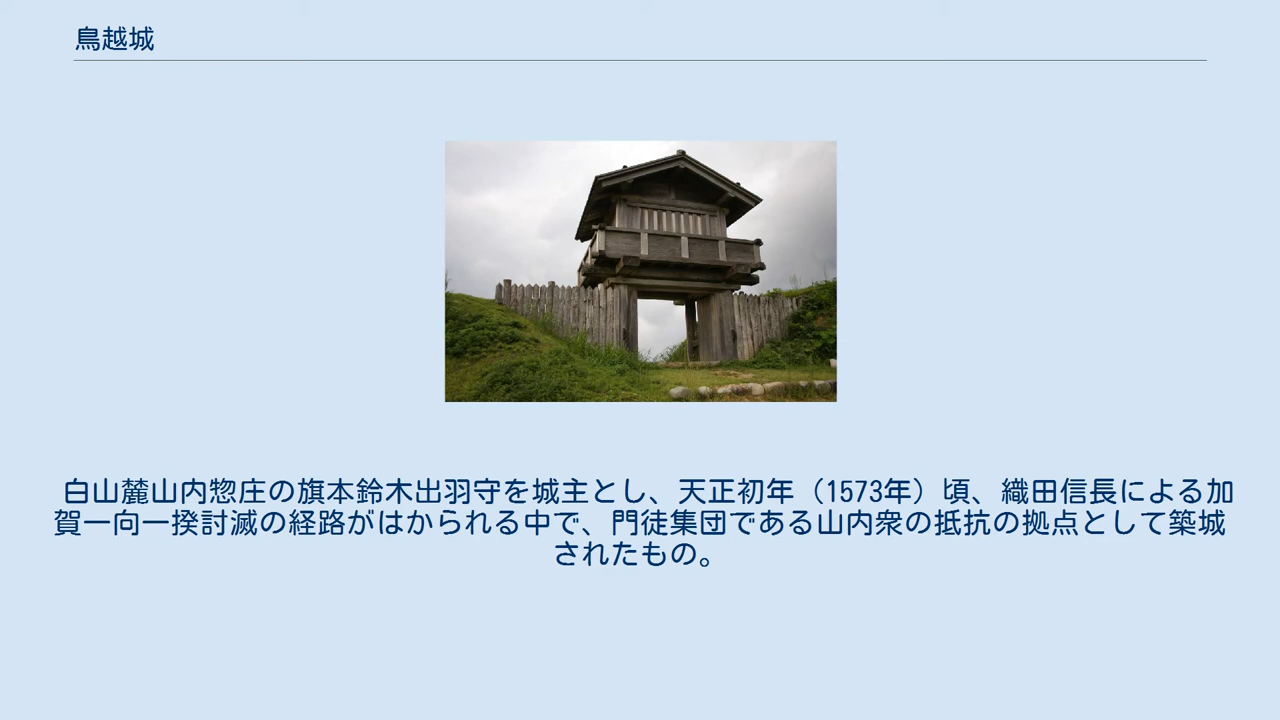 鳥越城
白山麓山内惣庄の旗本鈴木出羽守を城主とし、天正初年（1573年）頃、織田信長による加
賀一向一揆討滅の経路がはかられる中で、門徒集団である山内衆の抵抗の拠点として築城
されたもの。